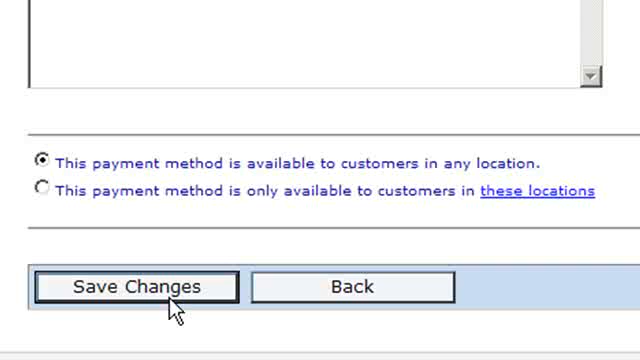 This payment method is available to customers in any location.
This payment method is only available to customers in these locations
Save Changes Back